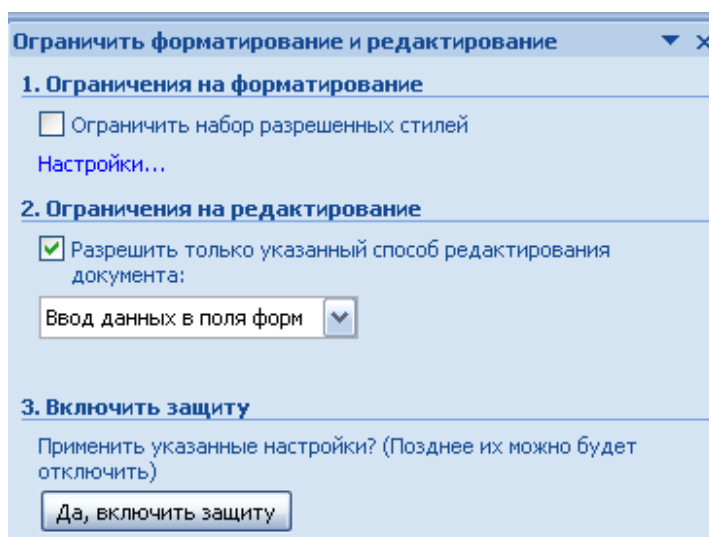 Ограничить форматирование и редактирование
1. Ограничения на форматирование
Ограничить набор разрешенных стилей
Настройки...
2. Ограничения на редактирование
Разрешить только указанный способ редактирования
документа:
Ввод данных в поля форм
3. Включить защиту
Применить указанные настройки? (Позднее их можно будет
отключить)
Да, включить защиту